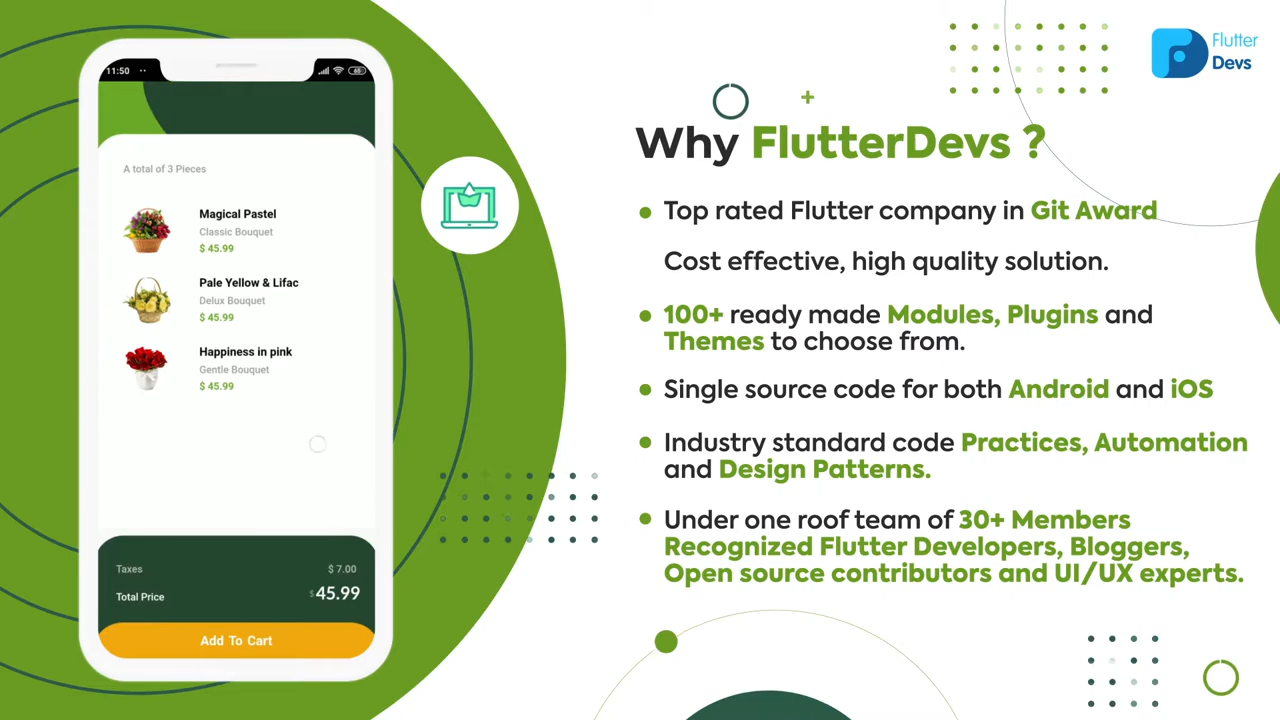 11:50
65
A total of 3 Pieces
Magical Pastel
Classic Bouquet
$ 45.99
Pale Yellow & Lifac
Delux Bouquet
$ 45.99
Happiness in pink
Gentle Bouquet
$ 45.99
Taxes $ 7.00
Total Price $ 45.99
Add To Cart
Flutter
Devs
Why FlutterDevs ?
Top rated Flutter company in Git Award
Cost effective, high quality solution.
100+ ready made Modules, Plugins and
Themes to choose from.
Single source code for both Android and iOS
Industry standard code Practices, Automation
and Design Patterns.
Under one roof team of 30+ Members
Recognized Flutter Developers, Bloggers,
Open source contributors and UI/UX experts.